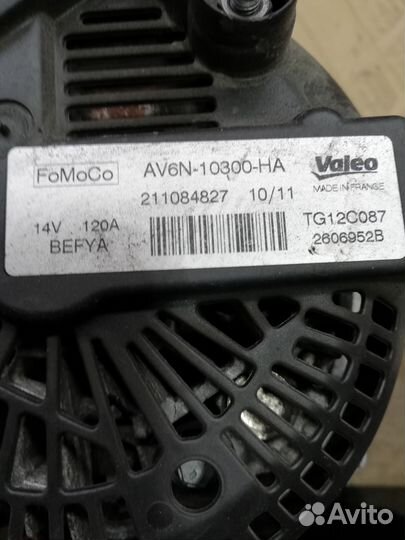 FoMoCo AV6N-10300-HA Valeo
211084827 10/11 MADE IN FRANCE
14V 120A TG12C087
BEFYA 2606952B
Avito